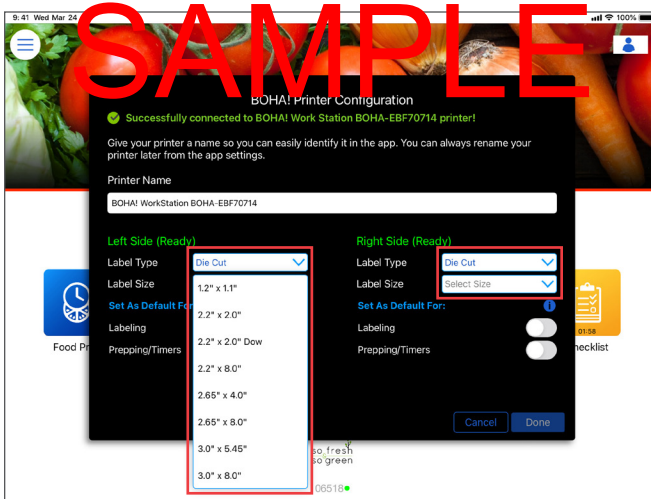 9:41 Wed Mar 24
100%
SAMPLE
BOHA! Printer Configuration
Successfully connected to BOHA! Work Station BOHA-EBF70714 printer!
Give your printer a name so you can easily identify it in the app. You can always rename your
printer later from the app settings.
Printer Name
BOHA! WorkStation BOHA-EBF70714
Left Side (Ready)
Label Type
Die Cut
Label Size
1.2" x 1.1"
2.2" x 2.0"
2.2" x 2.0" Dow
2.2" x 8.0"
2.65" x 4.0"
2.65" x 8.0"
3.0" x 5.45"
3.0" x 8.0"
Set As Default For
Labeling
Prepping/Timers
Right Side (Ready)
Label Type
Die Cut
Label Size
Select Size
Set As Default For:
i
Labeling
Prepping/Timers
Cancel
Done
Food Pr
01:58
hecklist
so fresh
so green
06518